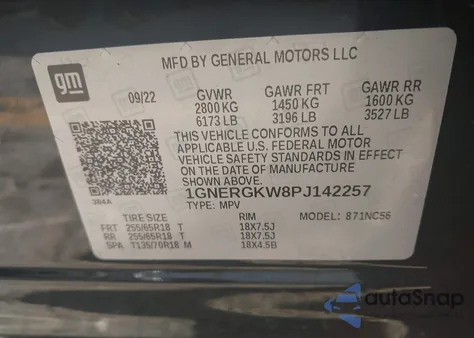 MFD BY GENERAL MOTORS LLC
gm
09/22
GVWR GAWR FRT GAWR RR
2800 KG 1450 KG 1600 KG
6173 LB 3196 LB 3527 LB
THIS VEHICLE CONFORMS TO ALL
APPLICABLE U.S. FEDERAL MOTOR
VEHICLE SAFETY STANDARDS IN EFFECT
ON THE DATE OF MANUFACTURE SHOWN ABOVE.
1GNERGKW8PJ142257
TYPE: MPV MODEL: 871NC56
394A
TIRE SIZE RIM
FRT 255/65R18 T 18X7.5J
RR 255/65R18 T 18X7.5J
SPA T135/70R18 M 18X4.5B
autoSnap